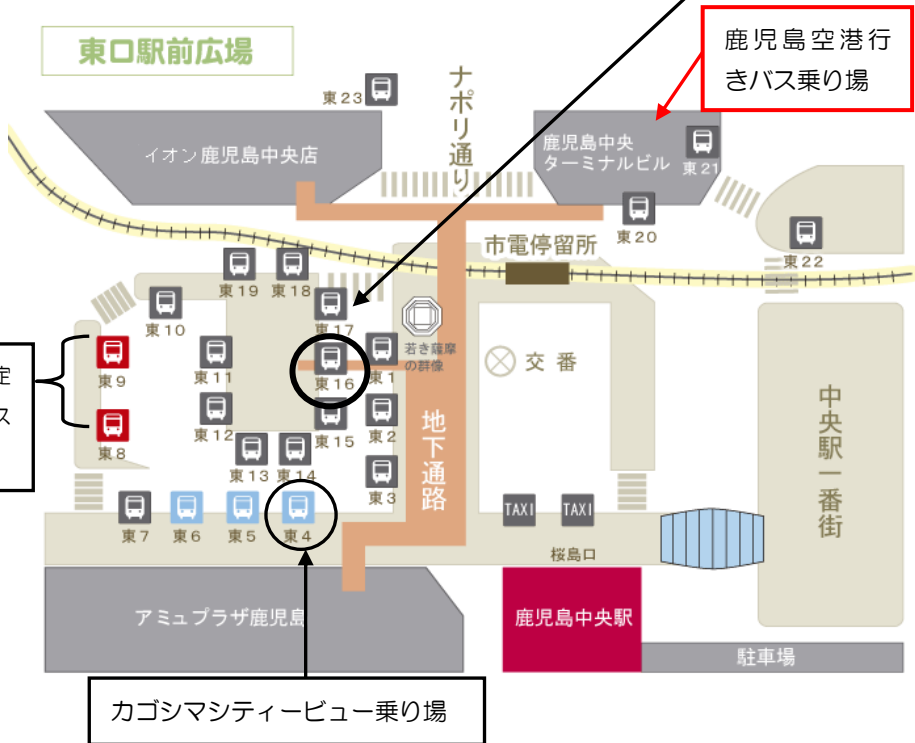 東口駅前広場
鹿児島空港行
きバス乗り場
東23
ナポリ通り
イオン鹿児島中央店
鹿児島中央
ターミナルビル
東21
東20
市電停留所
東22
東19
東18
東10
東17
若き薩摩
の群像
東9
東11
東16
東1
交番
ス
東8
東12
東15
東2
地下通路
中央駅一番街
東13
東14
東3
東7
東6
東5
東4
TAXI
TAXI
桜島口
アミュプラザ鹿児島
鹿児島中央駅
駐車場
カゴシマシティービュー乗り場